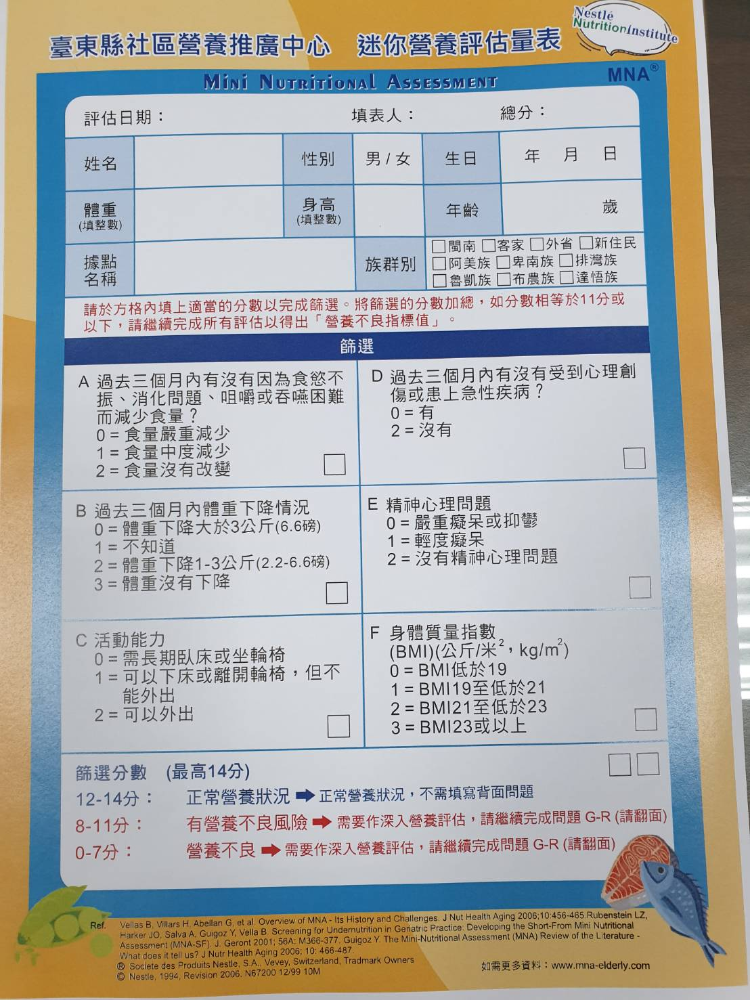 Nestlé
NutritionInstitute
臺東縣社區營養推廣中心　迷你營養評估量表
Mini Nutritional Assessment
MNA®
評估日期：　填表人：　總分：
姓名　性別　男 / 女　生日　年　月　日
體重
(填整數)
身高
(填整數)
年齡　歲
據點
名稱
族群別
□閩南 □客家 □外省 □新住民
□阿美族 □卑南族 □排灣族
□魯凱族 □布農族 □達悟族
請於方格內填上適當的分數以完成篩選。將篩選的分數加總，如分數相等於11分或
以下，請繼續完成所有評估以得出「營養不良指標值」。
篩選
A 過去三個月內有沒有因為食慾不
振、消化問題、咀嚼或吞嚥困難
而減少食量？
0 = 食量嚴重減少
1 = 食量中度減少
2 = 食量沒有改變
B 過去三個月內體重下降情況
0 = 體重下降大於3公斤(6.6磅)
1 = 不知道
2 = 體重下降1-3公斤(2.2-6.6磅)
3 = 體重沒有下降
C 活動能力
0 = 需長期臥床或坐輪椅
1 = 可以下床或離開輪椅，但不
能外出
2 = 可以外出
D 過去三個月內有沒有受到心理創
傷或患上急性疾病？
0 = 有
2 = 沒有
E 精神心理問題
0 = 嚴重癡呆或抑鬱
1 = 輕度癡呆
2 = 沒有精神心理問題
F 身體質量指數
(BMI)(公斤/米²，kg/m²)
0 = BMI低於19
1 = BMI19至低於21
2 = BMI21至低於23
3 = BMI23或以上
篩選分數　(最高14分)
12-14分：　正常營養狀況➡正常營養狀況，不需填寫背面問題
8-11分：　有營養不良風險➡需要作深入營養評估，請繼續完成問題 G-R (請翻面)
0-7分：　營養不良➡需要作深入營養評估，請繼續完成問題 G-R (請翻面)
Ref. Vellas B, Villars H, Abellan G, et al. Overview of MNA - Its History and Challenges. J Nut Health Aging 2006;10:456-465.Rubenstein LZ,
Harker JO, Salva A, Guigoz Y, Vella B. Screening for Undernutrition in Geriatric Practice: Developing the Short-From Mini Nutritional
Assessment (MNA-SF). J. Geront 2001; 56A: M366-377. Guigoz Y. The Mini-Nutritional Assessment (MNA) Review of the Literature -
What does it tell us? J Nutr Health Aging 2006; 10: 466-487.
® Societe des Produits Nestle, S.A., Vevey, Switzerland, Tradmark Owners
© Nestle, 1994, Revision 2006. N67200 12/99 10M
如需更多資料：www.mna-elderly.com